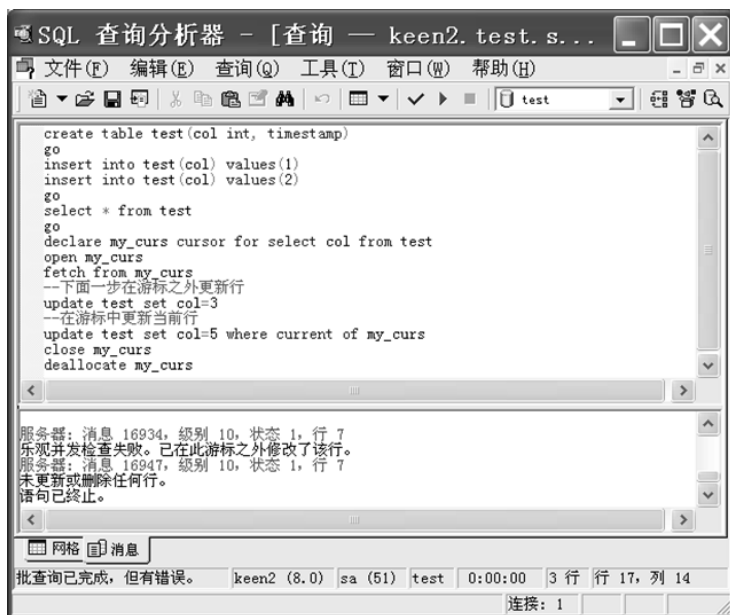 SQL 查询分析器 - [查询 — keen2.test.s...
文件(F) 编辑(E) 查询(Q) 工具(T) 窗口(W) 帮助(H)
test
create table test(col int, timestamp)
go
insert into test(col) values(1)
insert into test(col) values(2)
go
select * from test
go
declare my_curs cursor for select col from test
open my_curs
fetch from my_curs
--下面一步在游标之外更新行
update test set col=3
--在游标中更新当前行
update test set col=5 where current of my_curs
close my_curs
deallocate my_curs
服务器: 消息 16934，级别 10，状态 1，行 7
乐观并发检查失败。已在此游标之外修改了该行。
服务器: 消息 16947，级别 10，状态 1，行 7
未更新或删除任何行。
语句已终止。
网格 消息
批查询已完成，但有错误。 keen2 (8.0) sa (51) test 0:00:00 3 行 行 17，列 14
连接: 1